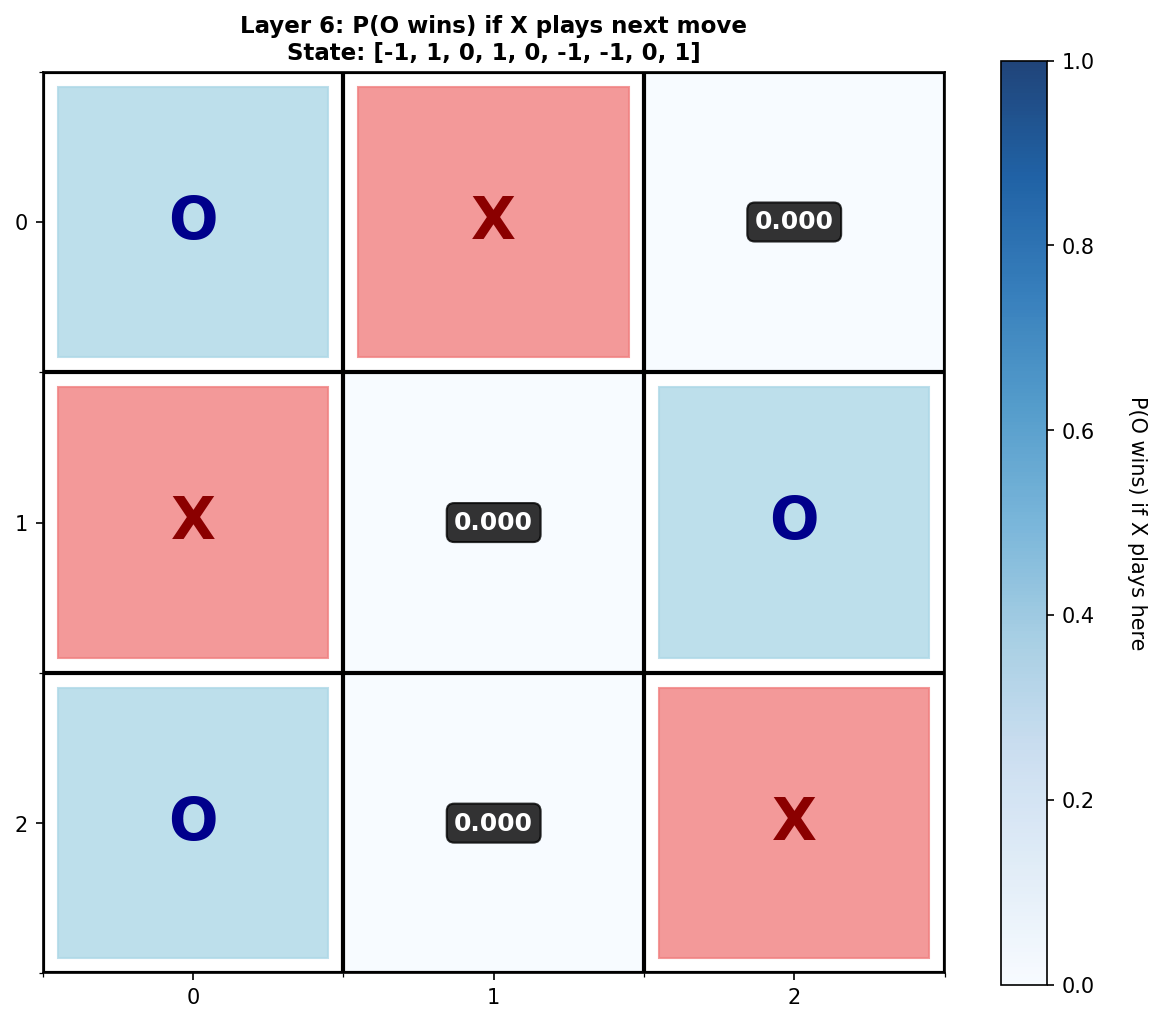 Layer 6: P(O wins) if X plays next move
State: [-1, 1, 0, 1, 0, -1, -1, 0, 1]
O X 0.000
X 0.000 O
O 0.000 X
0
1
2
0 1 2
1.0
0.8
0.6
0.4
0.2
0.0
P(O wins) if X plays here